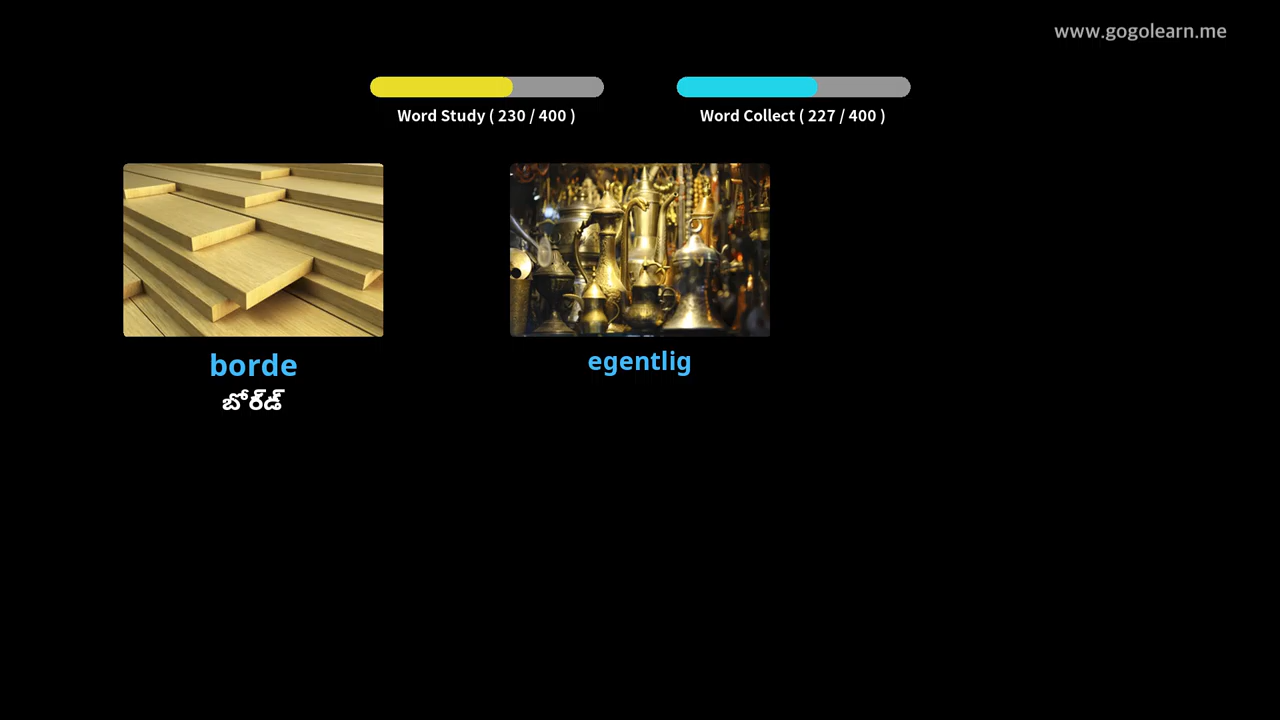 www.gogolearn.me
Word Study ( 230 / 400 )
Word Collect ( 227 / 400 )
borde
egentlig
బోర్డ్